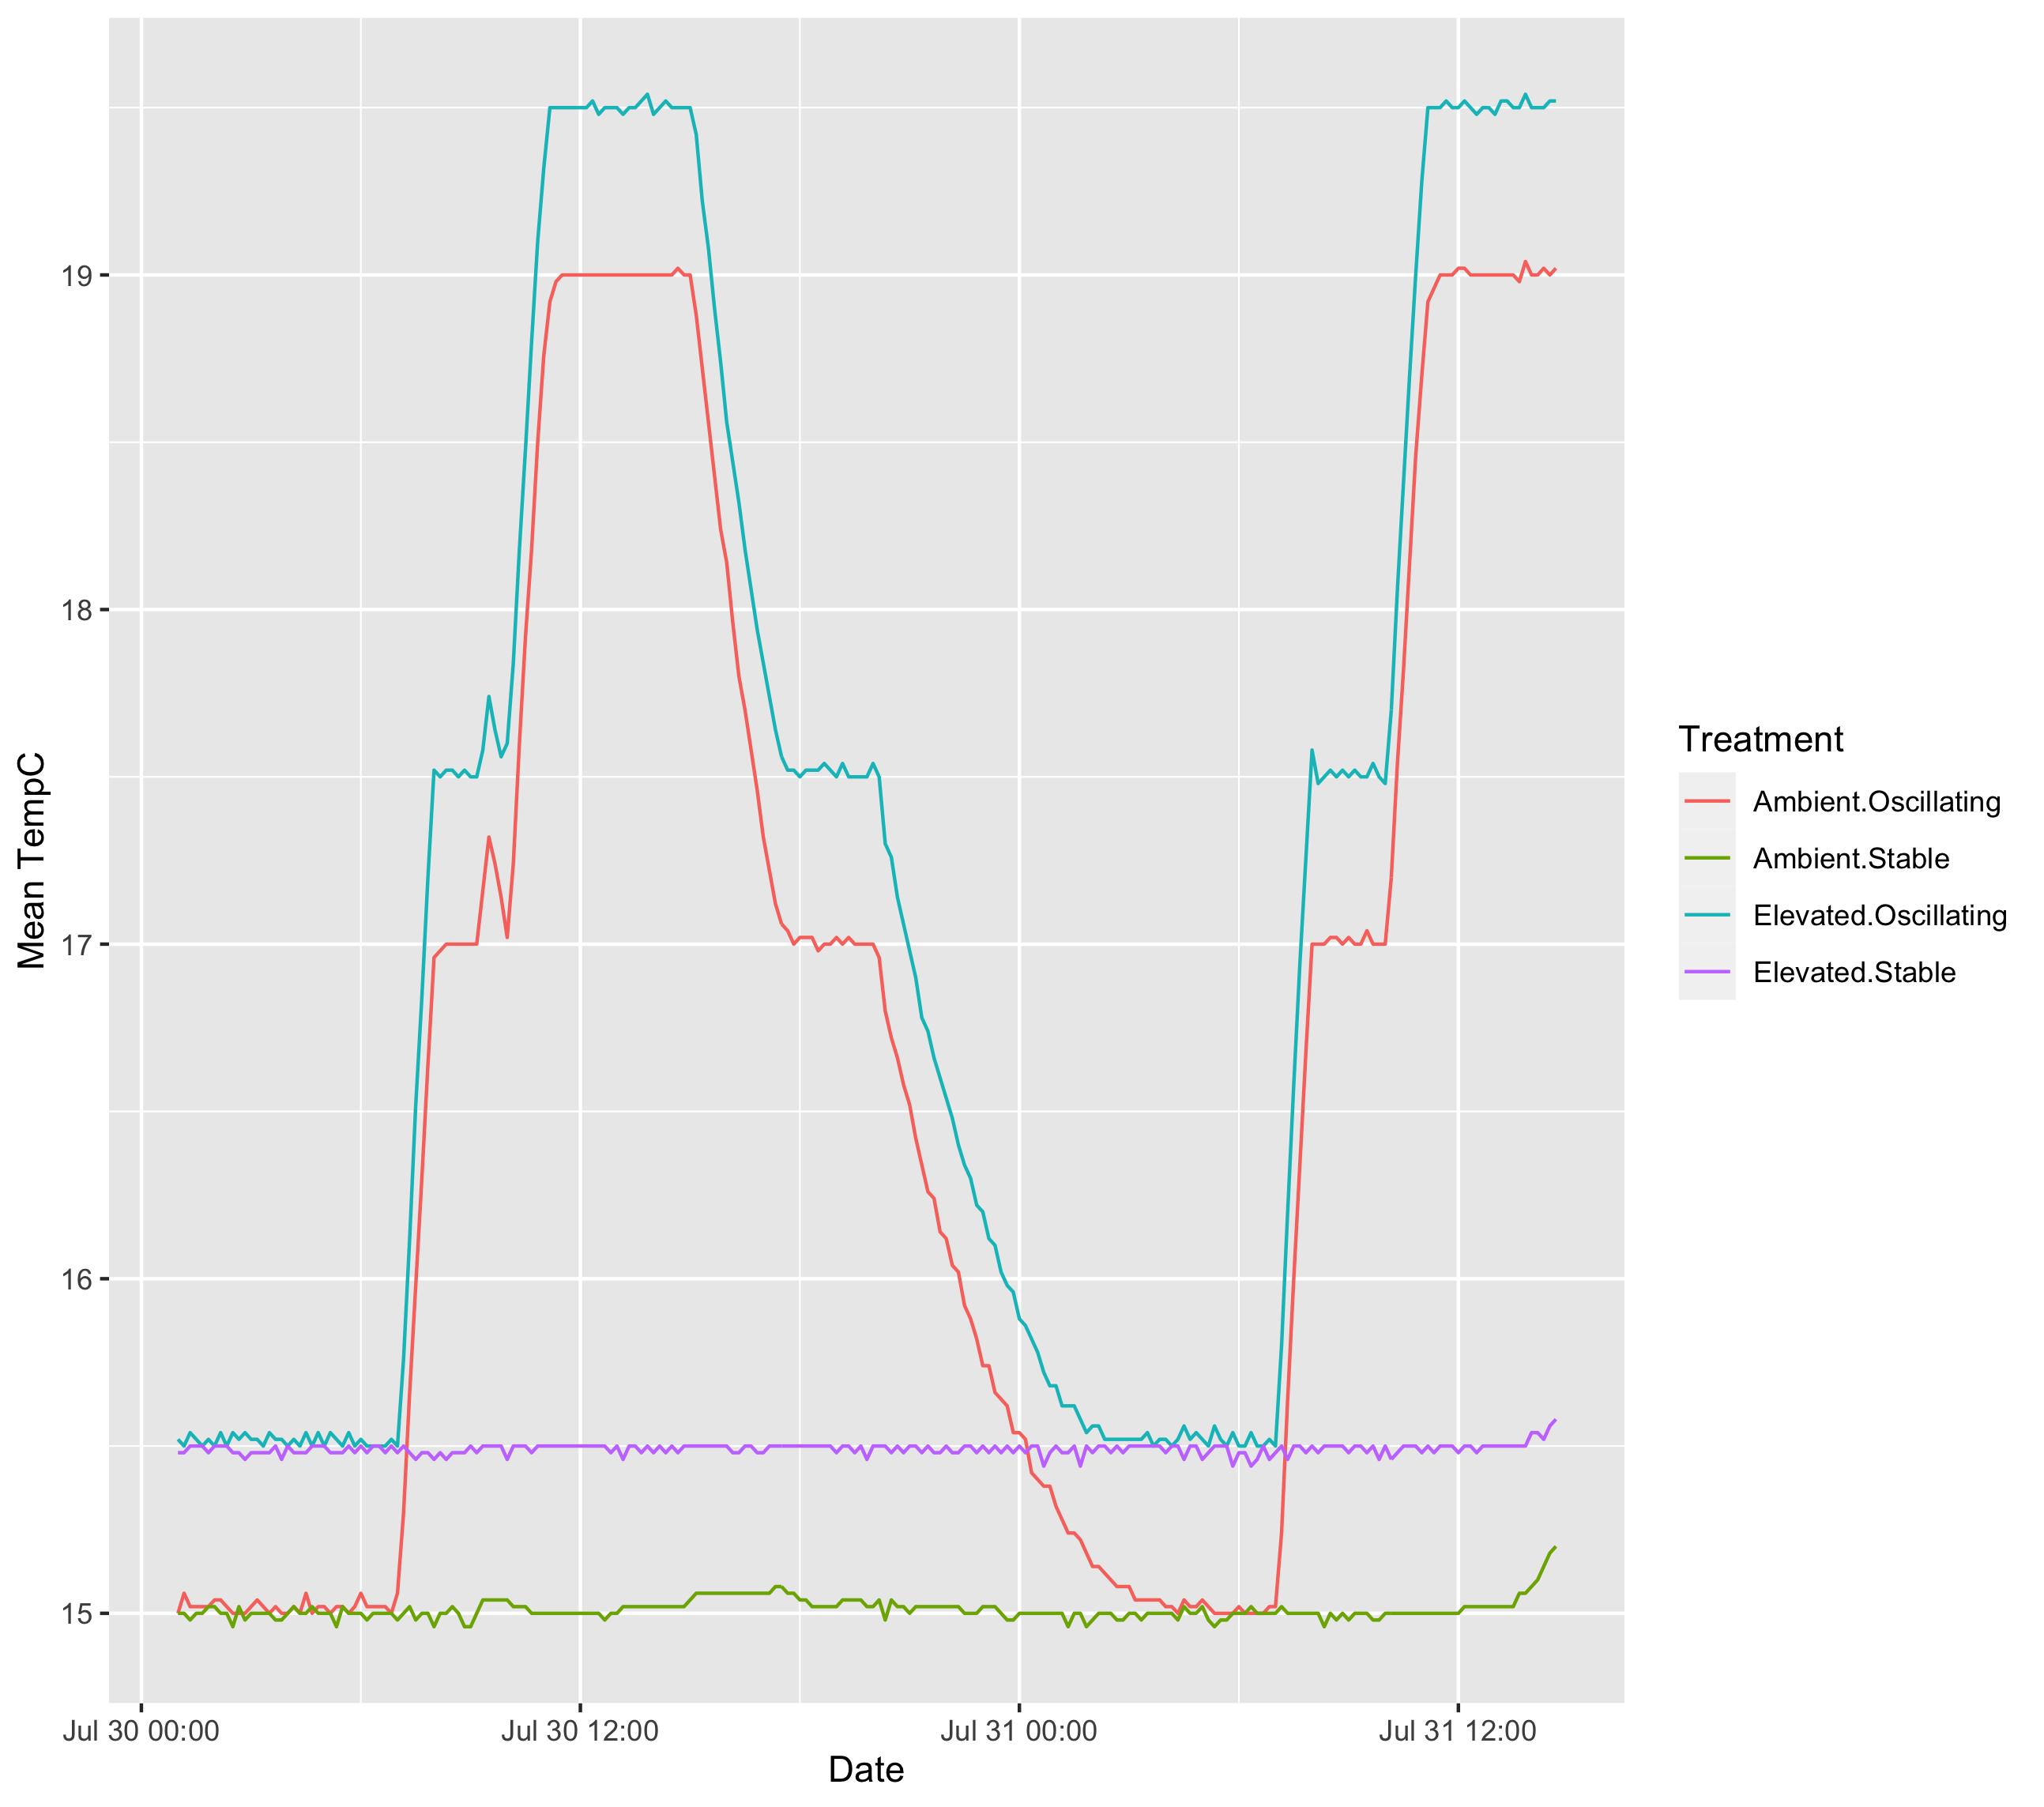 Mean TempC
19
18
17
16
15
Jul 30 00:00 Jul 30 12:00 Jul 31 00:00 Jul 31 12:00
Date
Treatment
Ambient.Oscillating
Ambient.Stable
Elevated.Oscillating
Elevated.Stable